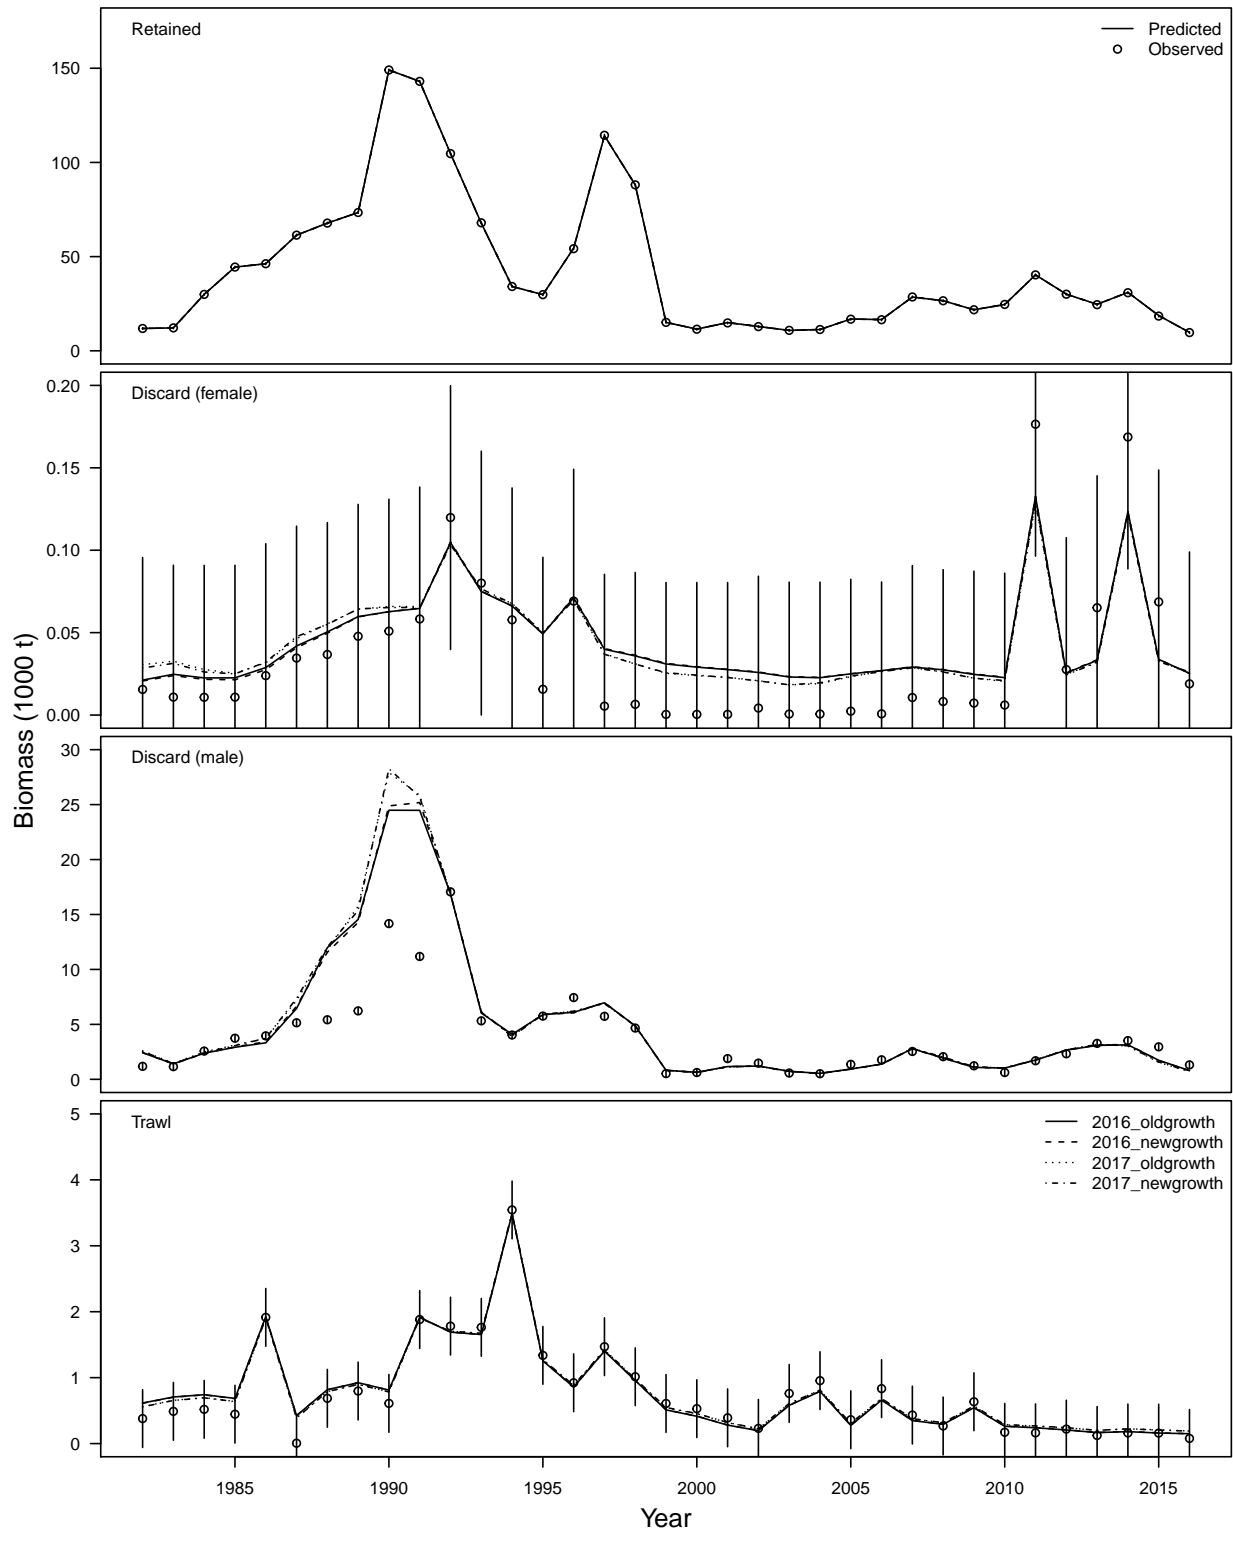 Retained
Predicted
Observed
150
100
50
0
Discard (female)
0.20
0.15
0.10
0.05
0.00
Discard (male)
30
25
20
15
10
5
0
Trawl
2016_oldgrowth
2016_newgrowth
2017_oldgrowth
2017_newgrowth
5
4
3
2
1
0
1985 1990 1995 2000 2005 2010 2015
Year
Biomass (1000 t)